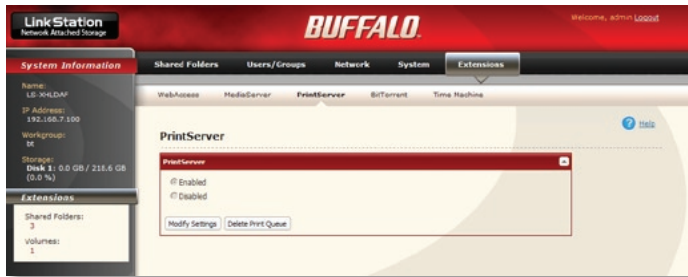 LinkStation
Network Attached Storage
BUFFALO.
Welcome, admin Logout
System Information
Shared Folders Users/Groups Network System Extensions
Name:
LS-XHLDAF
WebAccess MediaServer PrintServer BitTorrent Time Machine
IP Address:
192.168.7.100
Workgroup:
bt
Storage:
Disk 1: 0.0 GB / 218.6 GB
(0.0 %)
Help
PrintServer
PrintServer
Enabled
Disabled
Modify Settings Delete Print Queue
Extensions
Shared Folders:
3
Volumes:
1